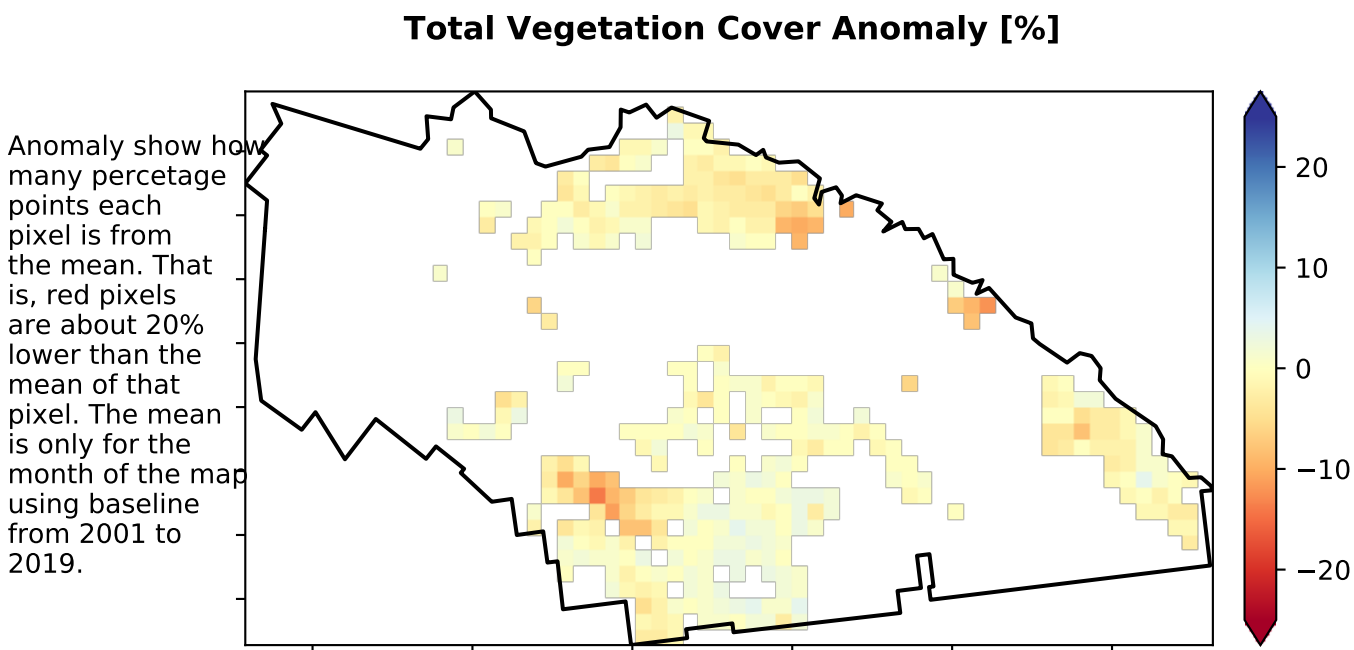 Total Vegetation Cover Anomaly [%]
Anomaly show how
many percetage
points each
pixel is from
the mean. That
is, red pixels
are about 20%
lower than the
mean of that
pixel. The mean
is only for the
month of the map
using baseline
from 2001 to
2019.
20
10
0
−10
−20